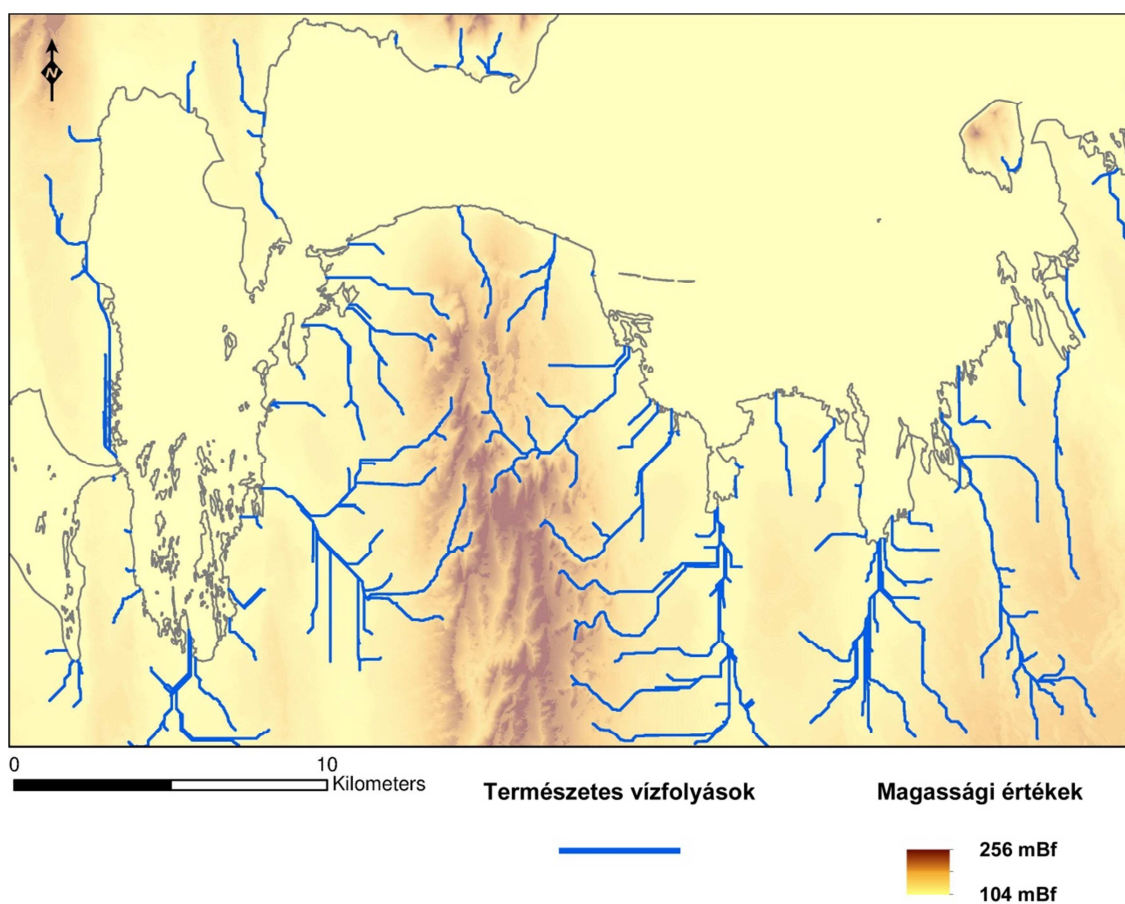 N
0 10
Kilometers
Természetes vízfolyások
Magassági értékek
256 mBf
104 mBf